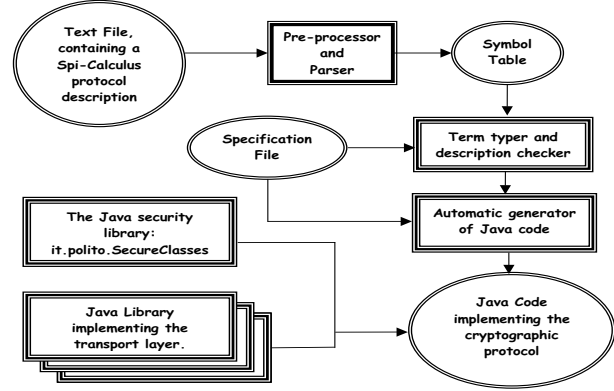 Text File,
containing a
Spi-Calculus
protocol
description
Pre-processor
and
Parser
Symbol
Table
Specification
File
Term typer and
description checker
The Java security
library:
it.polito.SecureClasses
Automatic generator
of Java code
Java Library
implementing the
transport layer.
Java Code
implementing the
cryptographic
protocol